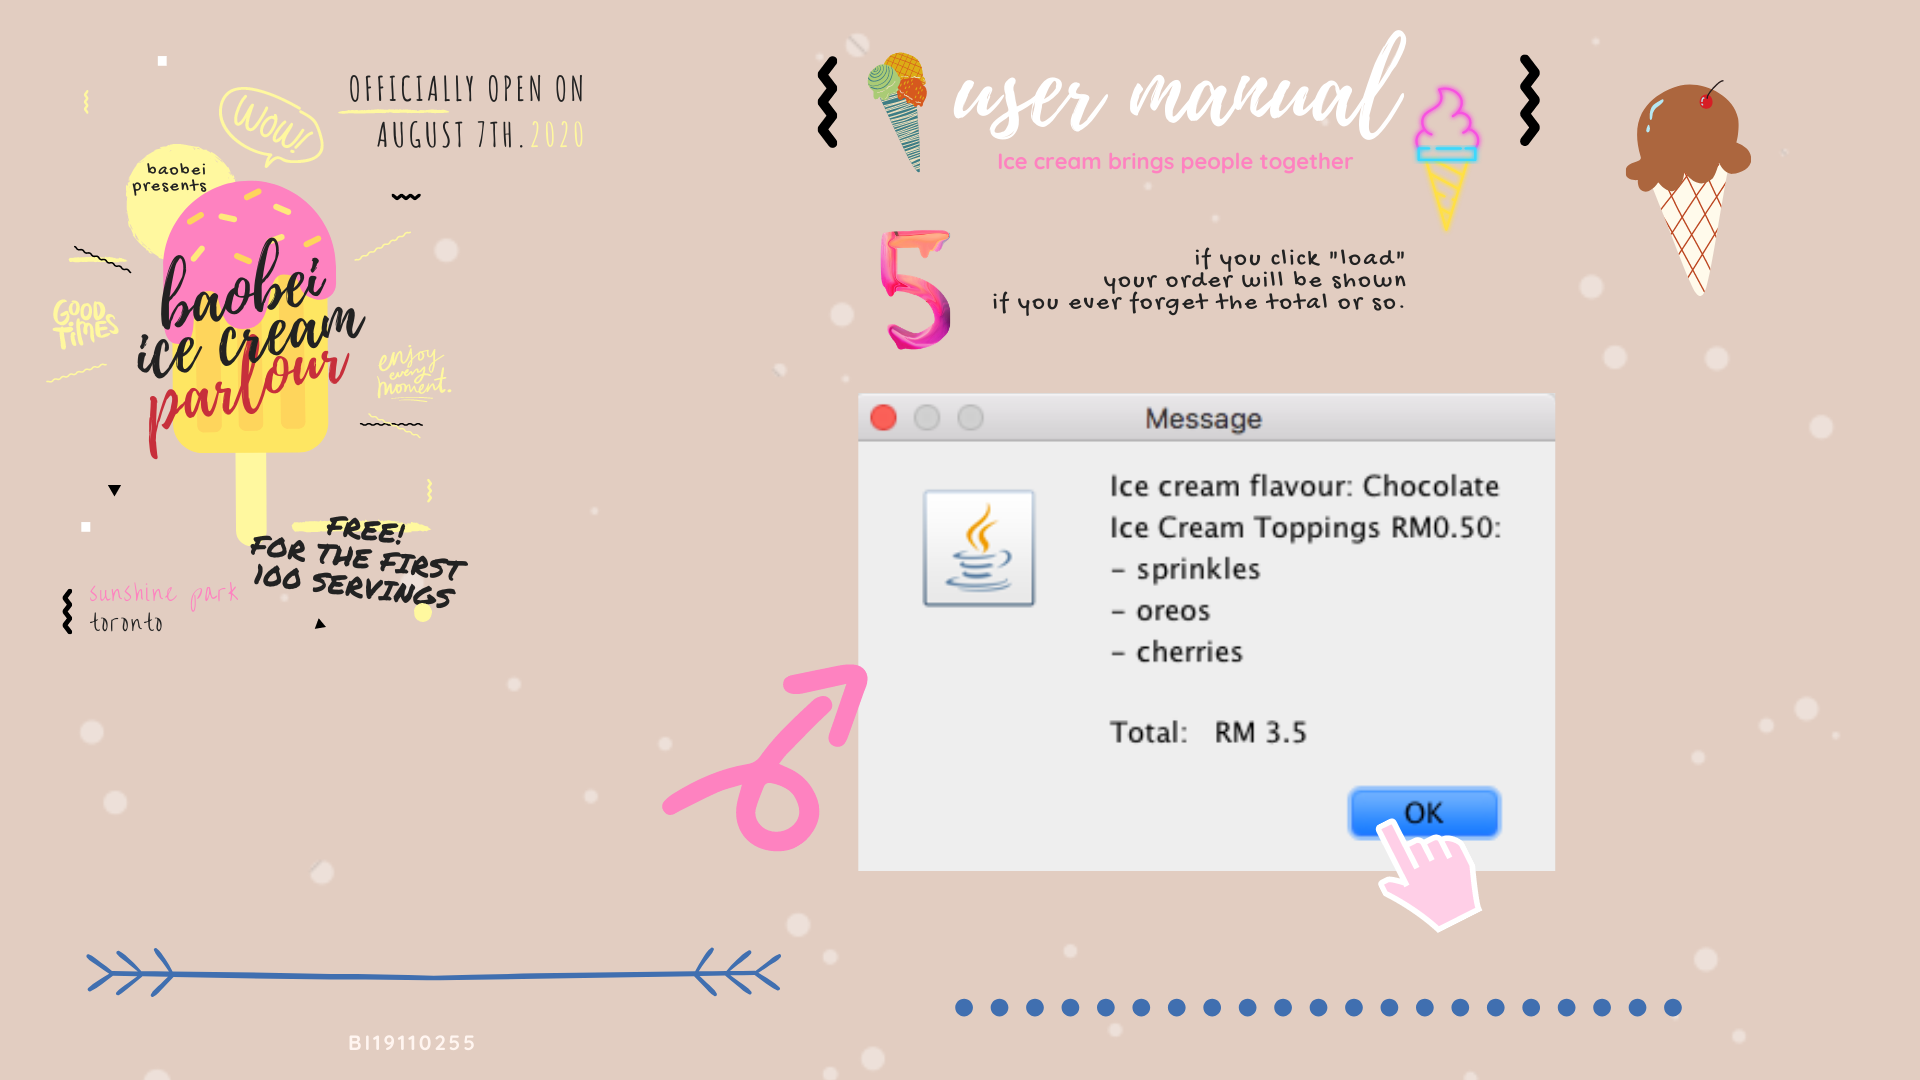 OFFICIALLY OPEN ON
AUGUST 7TH.2020
WOW!
baobei
presents
baobei
ice cream
parlour
GOOD
TIMES
enjoy
every
moment.
FREE!
FOR THE FIRST
100 SERVINGS
sunshine park
toronto
BI19110255
user manual
Ice cream brings people together
5
if you click "load"
your order will be shown
if you ever forget the total or so.
Message
Ice cream flavour: Chocolate
Ice Cream Toppings RM0.50:
- sprinkles
- oreos
- cherries
Total: RM 3.5
OK